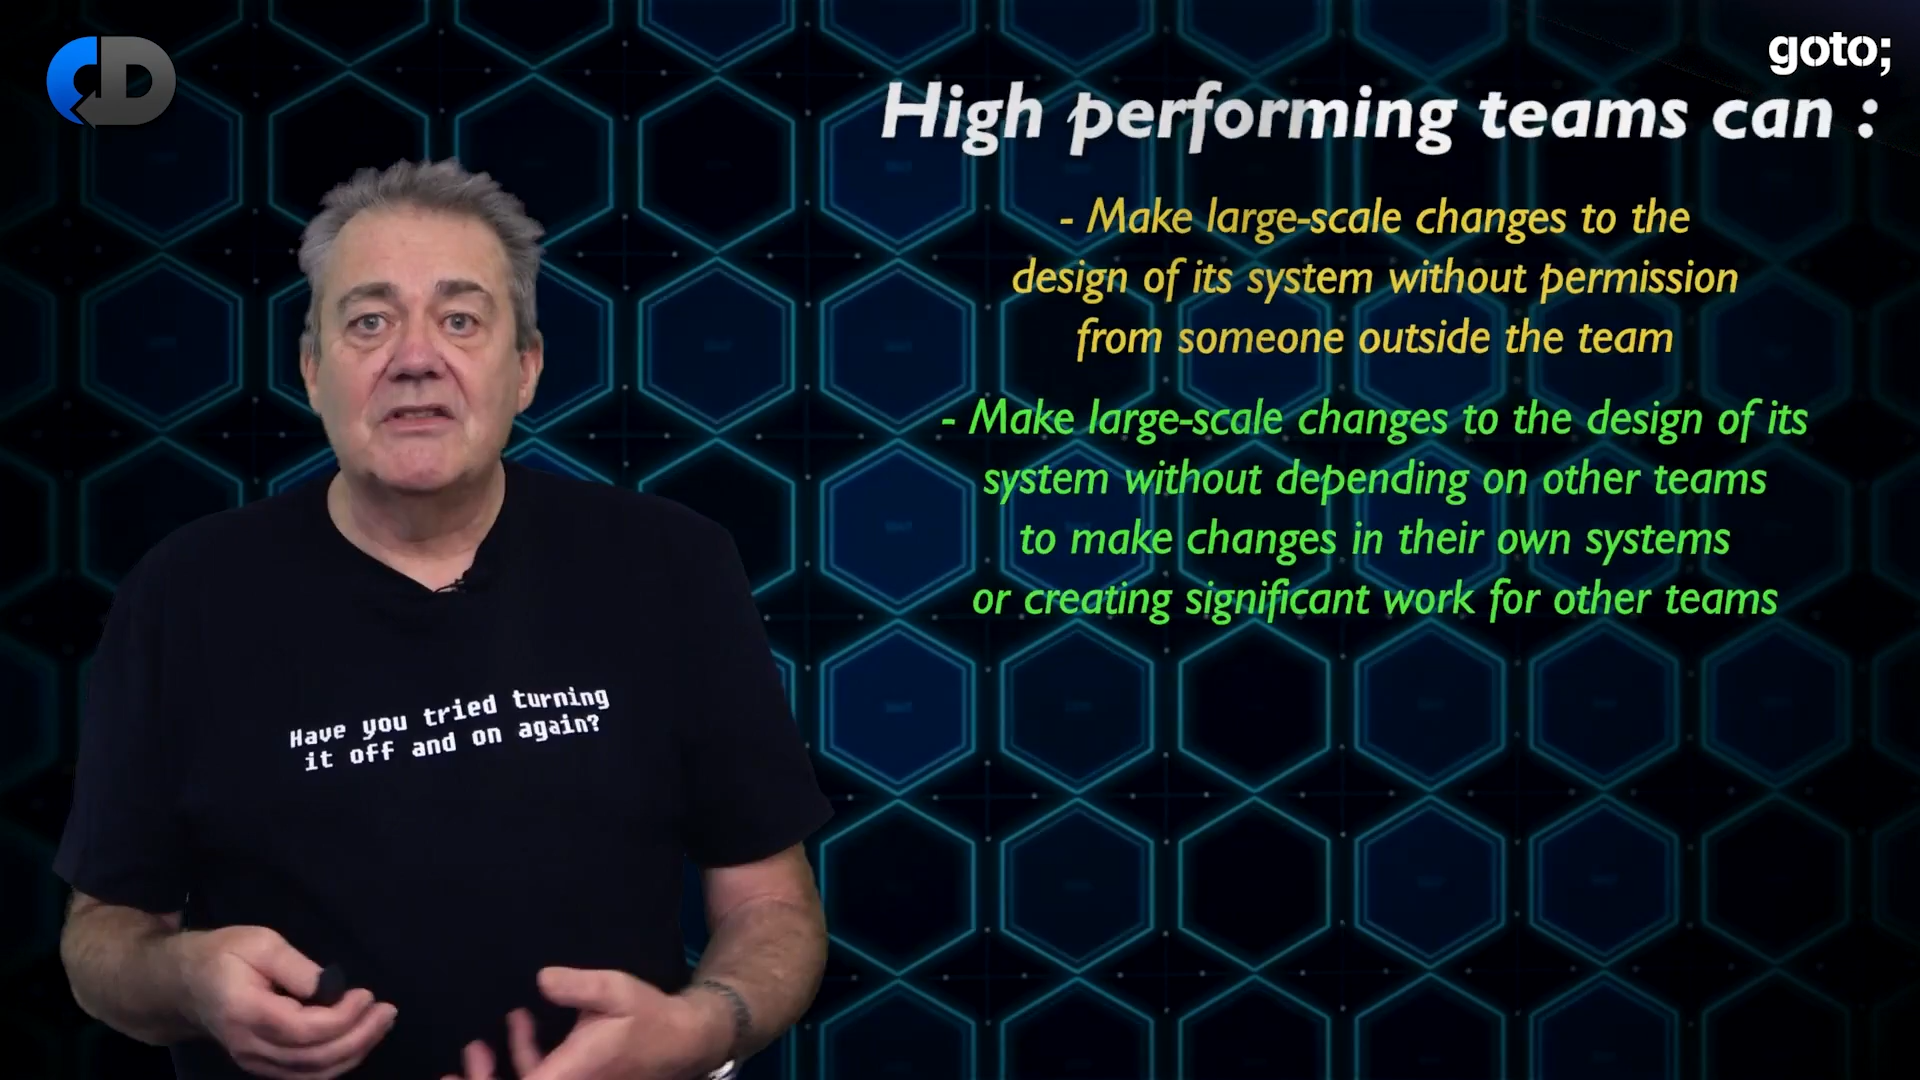 CD
goto;
High performing teams can :
- Make large-scale changes to the
design of its system without permission
from someone outside the team
- Make large-scale changes to the design of its
system without depending on other teams
to make changes in their own systems
or creating significant work for other teams
Have you tried turning
it off and on again?